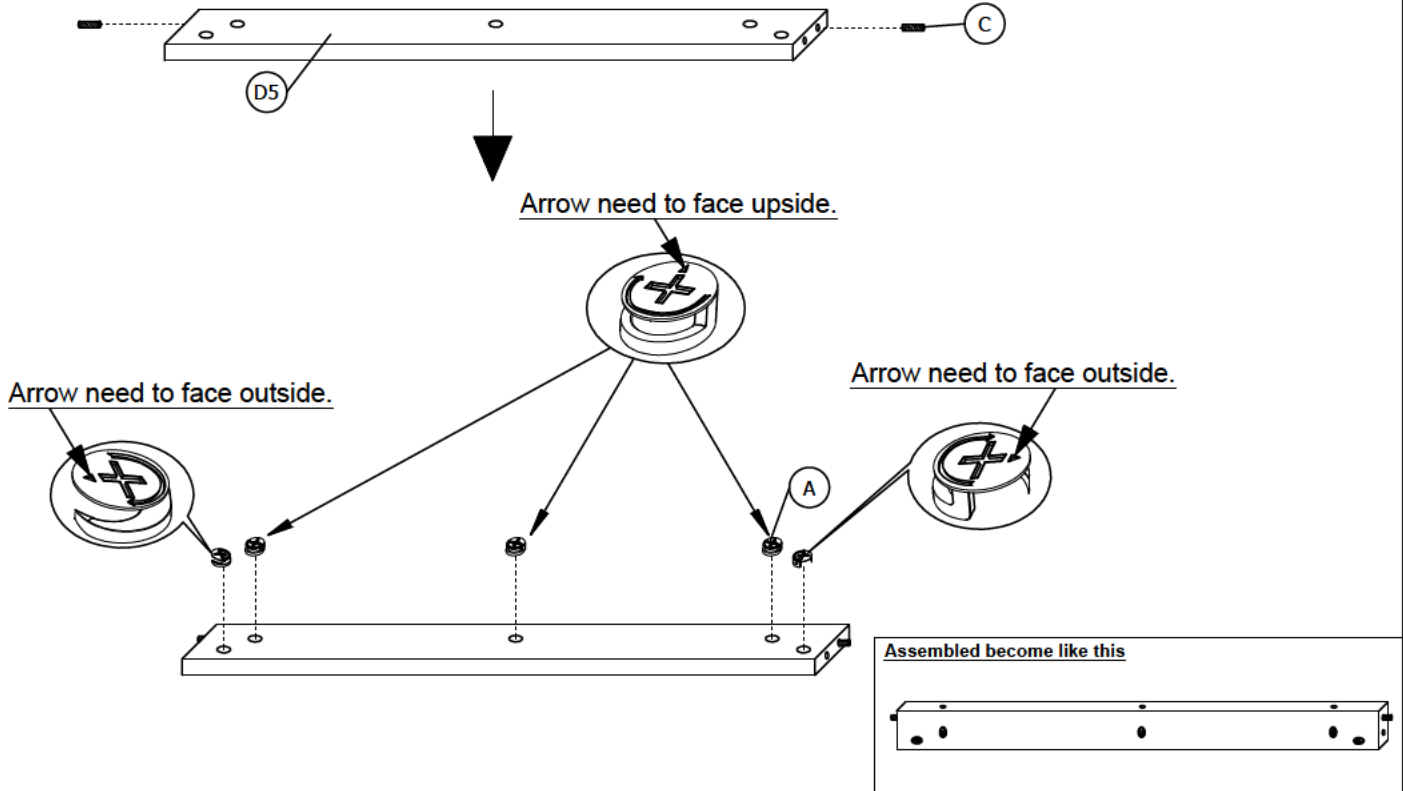 C
D5
Arrow need to face upside.
Arrow need to face outside.
Arrow need to face outside.
A
Assembled become like this